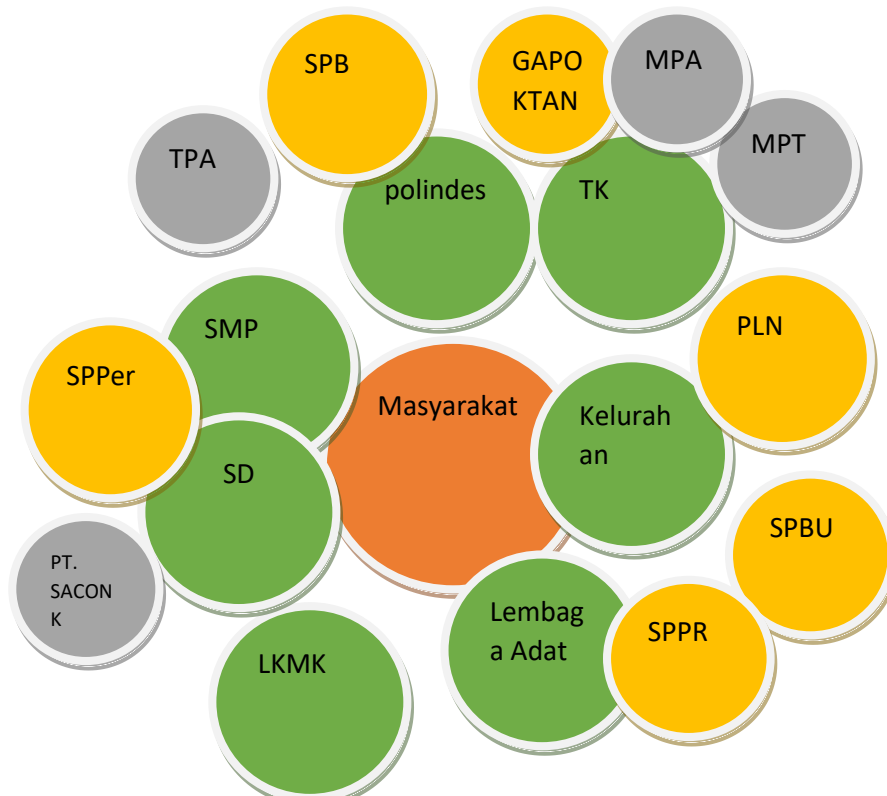 SPB
GAPO
KTAN
MPA
TPA
MPT
polindes
TK
SMP
PLN
SPPer
Masyarakat
Kelurah
an
SD
SPBU
PT.
SACON
K
Lembag
a Adat
SPPR
LKMK